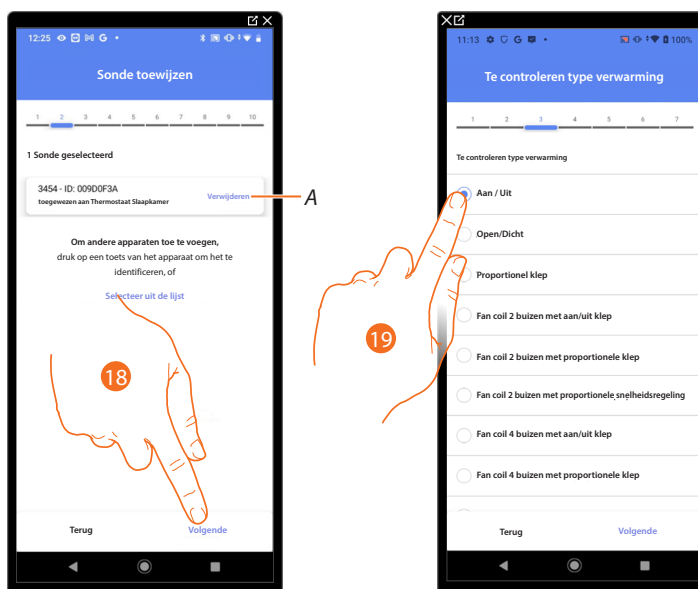 12:25
Sonde toewijzen
1 2 3 4 5 6 7 8 9 10
1 Sonde geselecteerd
3454 - ID: 009D0F3A
toegewezen aan Thermostaat Slaapkamer
Verwijderen
A
Om andere apparaten toe te voegen,
druk op een toets van het apparaat om het te
identificeren, of
Selecteer uit de lijst
18
Terug
Volgende
11:13
100%
Te controleren type verwarming
1 2 3 4 5 6 7
Te controleren type verwarming
Aan / Uit
Open/Dicht
Proportionel klep
19
Fan coil 2 buizen met aan/uit klep
Fan coil 2 buizen met proportionele klep
Fan coil 2 buizen met proportionele snelheidsregeling
Fan coil 4 buizen met aan/uit klep
Fan coil 4 buizen met proportionele klep
Terug
Volgende